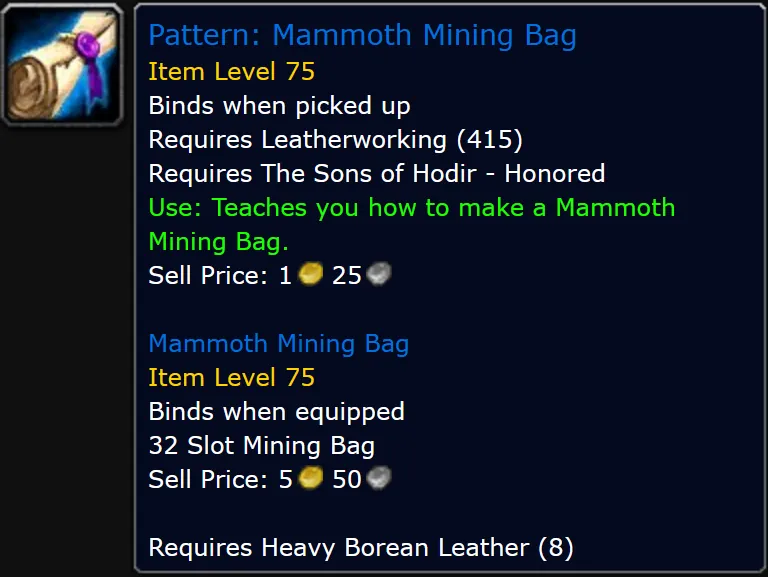 Pattern: Mammoth Mining Bag
Item Level 75
Binds when picked up
Requires Leatherworking (415)
Requires The Sons of Hodir - Honored
Use: Teaches you how to make a Mammoth
Mining Bag.
Sell Price: 1 25
Mammoth Mining Bag
Item Level 75
Binds when equipped
32 Slot Mining Bag
Sell Price: 5 50
Requires Heavy Borean Leather (8)